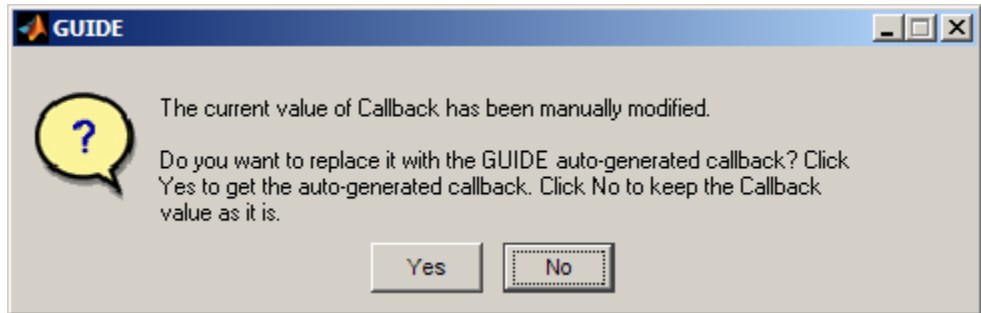 GUIDE
The current value of Callback has been manually modified.
Do you want to replace it with the GUIDE auto-generated callback? Click
Yes to get the auto-generated callback. Click No to keep the Callback
value as it is.
Yes
No